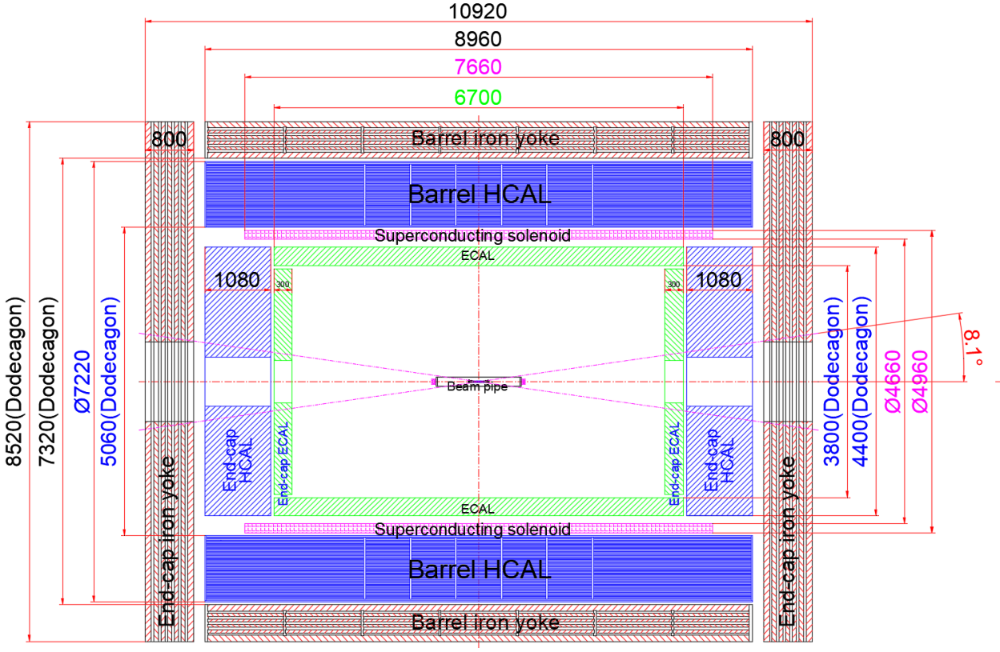 10920
8960
7660
6700
Barrel iron yoke
800
800
Barrel HCAL
Superconducting solenoid
ECAL
1080
300
300
1080
8520(Dodecagon)
7320(Dodecagon)
Ø7220
5060(Dodecagon)
3800(Dodecagon)
4400(Dodecagon)
Ø4660
Ø4960
8.1°
Beam pipe
End-cap iron yoke
End-cap
HCAL
End-cap ECAL
End-cap ECAL
End-cap
HCAL
End-cap iron yoke
ECAL
Superconducting solenoid
Barrel HCAL
Barrel iron yoke